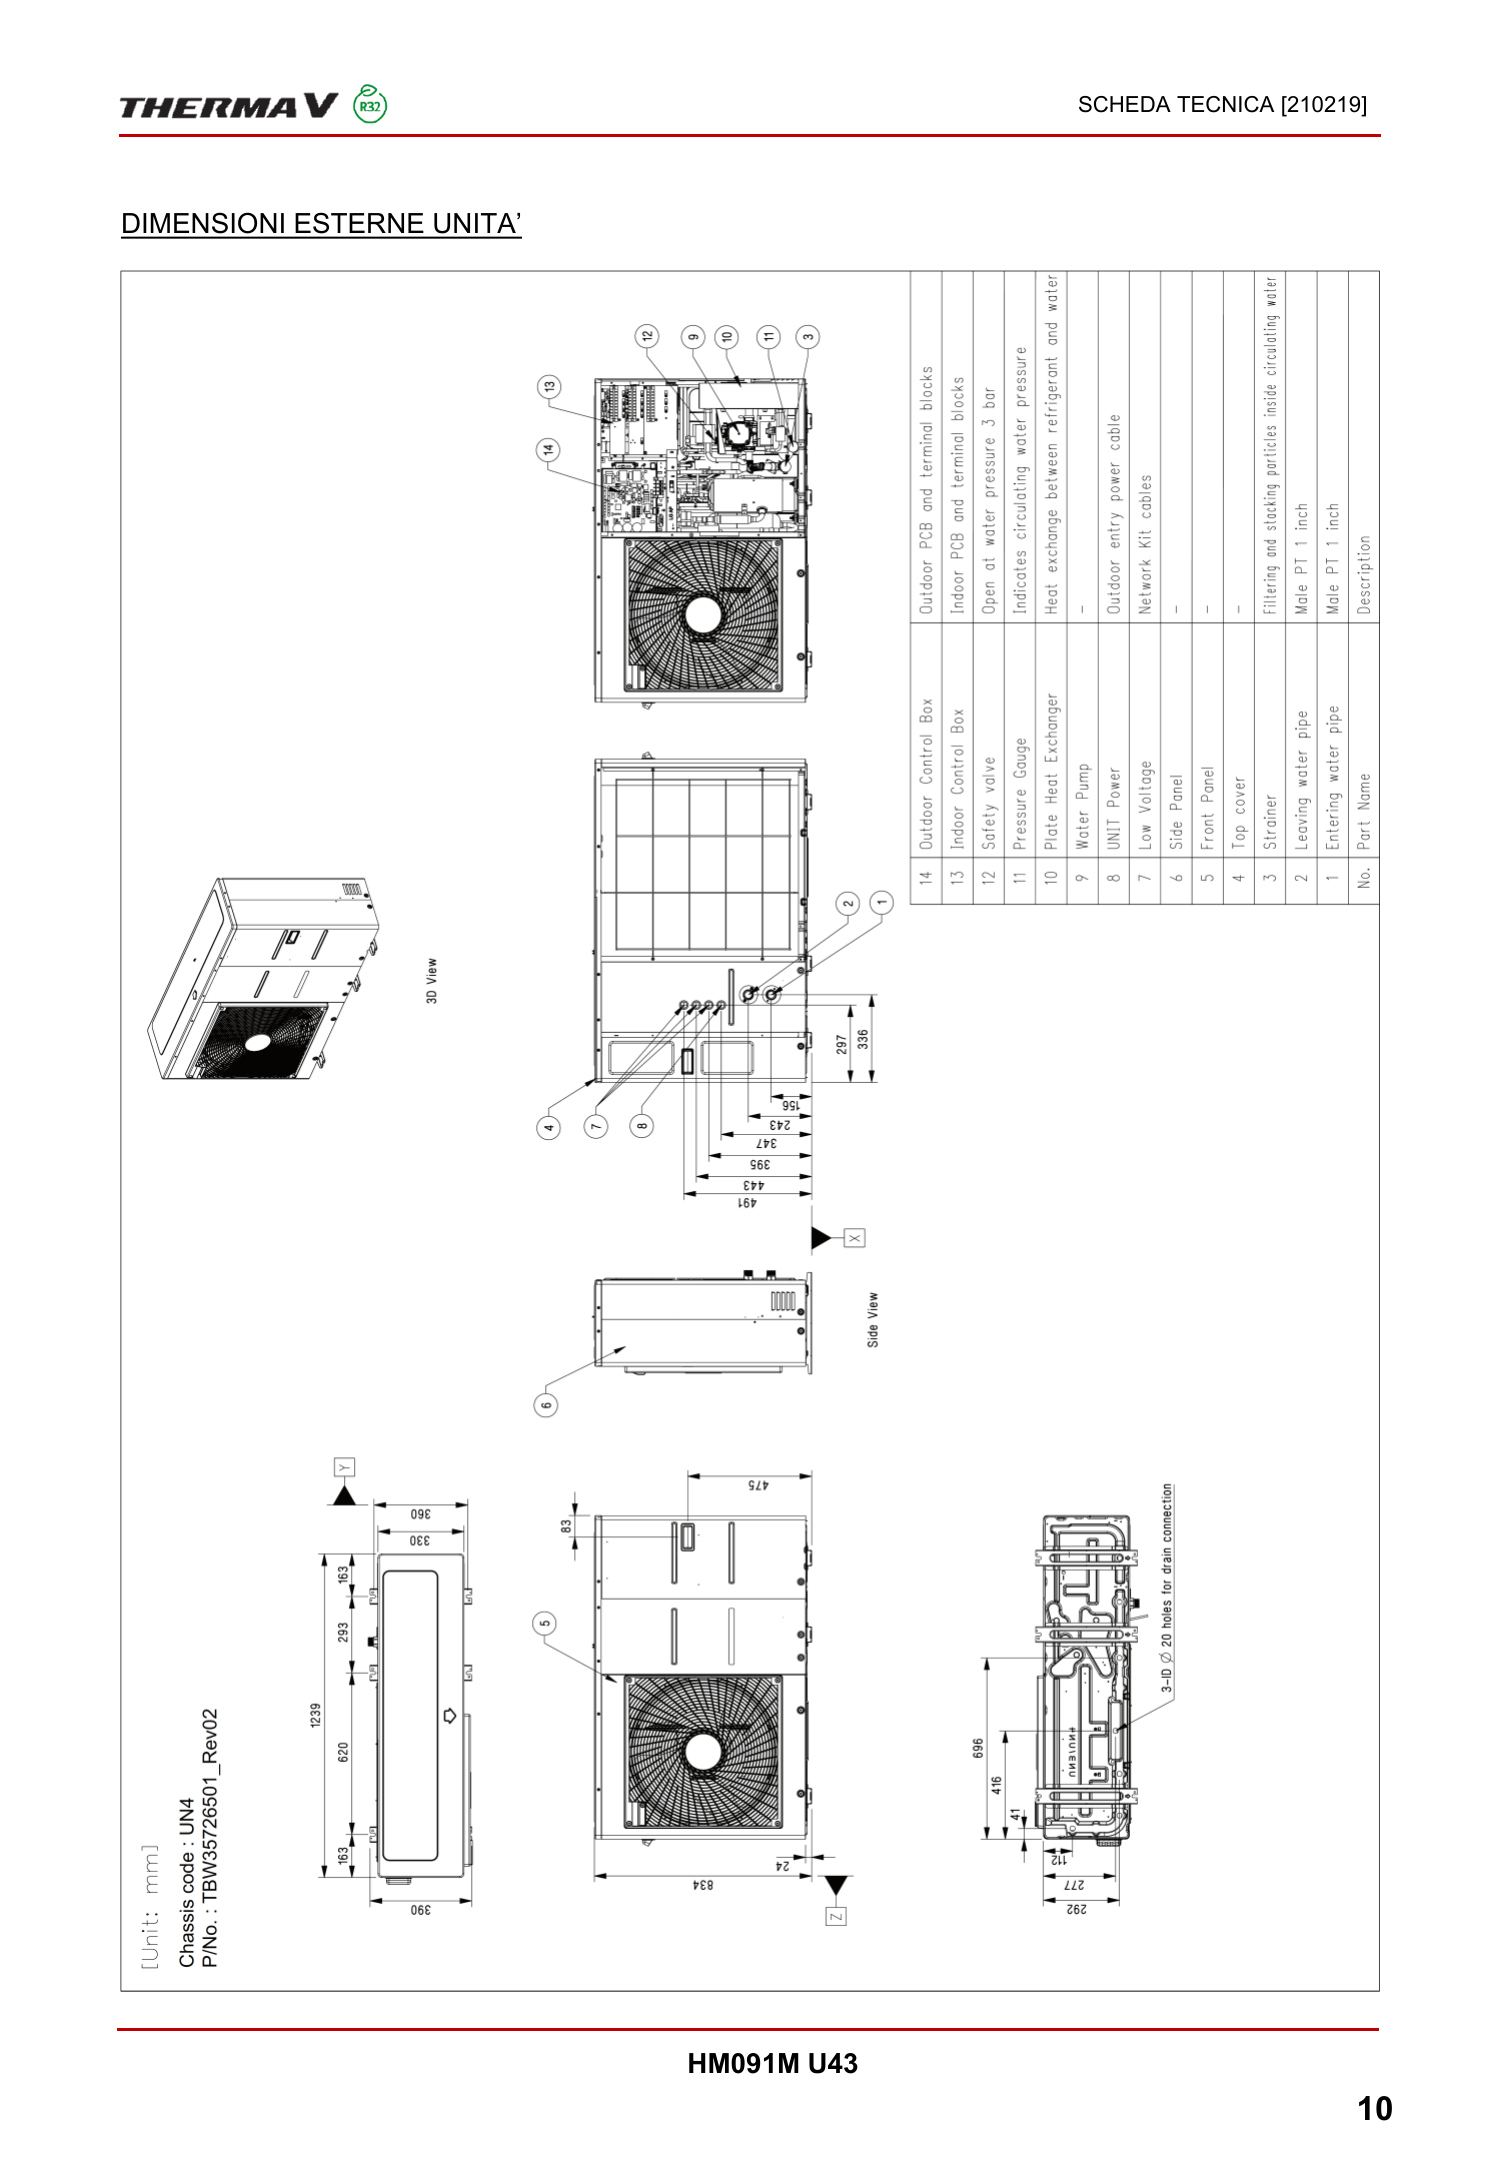 THERMA V R32
SCHEDA TECNICA [210219]
DIMENSIONI ESTERNE UNITA’
[Unit: mm]
Chassis code : UN4
P/No. : TBW35726501_Rev02
3D View
Y
360
330
1239
163
293
620
163
390
13
14
12
9
10
11
3
4
7
8
2
1
297
336
156
243
347
395
443
491
X
Side View
6
5
475
83
24
834
Z
3-ID Ø 20 holes for drain connection
696
416
41
112
277
292
14 Outdoor Control Box Outdoor PCB and terminal blocks
13 Indoor Control Box Indoor PCB and terminal blocks
12 Safety valve Open at water pressure 3 bar
11 Pressure Gauge Indicates circulating water pressure
10 Plate Heat Exchanger Heat exchange between refrigerant and water
9 Water Pump -
8 UNIT Power Outdoor entry power cable
7 Low Voltage Network Kit cables
6 Side Panel -
5 Front Panel -
4 Top cover -
3 Strainer Filtering and stacking particles inside circulating water
2 Leaving water pipe Male PT 1 inch
1 Entering water pipe Male PT 1 inch
No. Part Name Description
HM091M U43
10